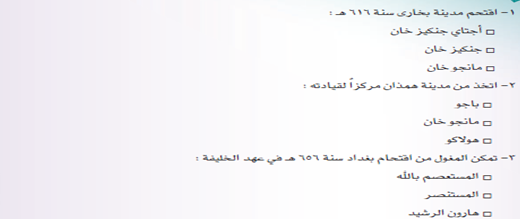 ١- اقتحم مدينة بخارى سنة ٦١٦ هـ :
□ أجتاي جنكيز خان
□ جنكيز خان
□ مانجو خان
٢- اتخذ من مدينة همذان مركزاً لقيادته :
□ باجو
□ مانجو خان
□ هولاكو
٣- تمكن المغول من اقتحام بغداد سنة ٦٥٦ هـ في عهد الخليفة :
□ المستعصم بالله
□ المستنصر
□ هارون الرشيد